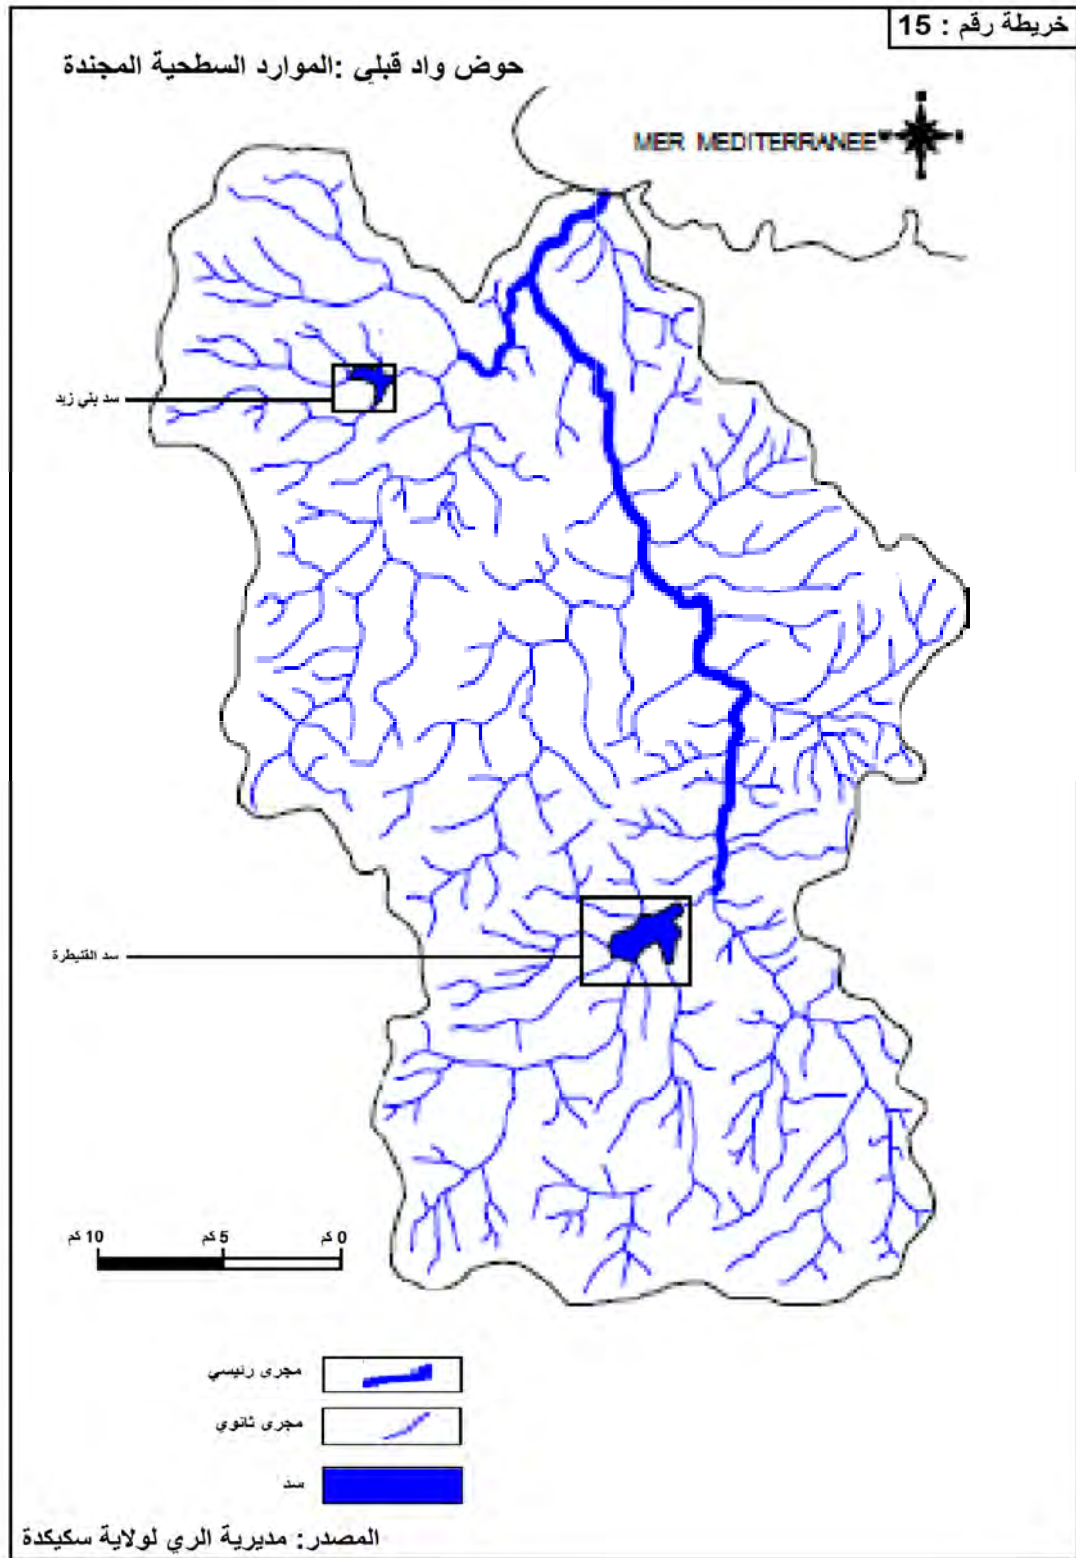 خريطة رقم : 15
حوض واد قبلي :الموارد السطحية المجندة
MER MEDITERRANEE
سد بني زيد
سد القنيطرة
10 كم 5 كم 0 كم
مجرى رئيسي
مجرى ثانوي
سد
المصدر: مديرية الري لولاية سكيكدة